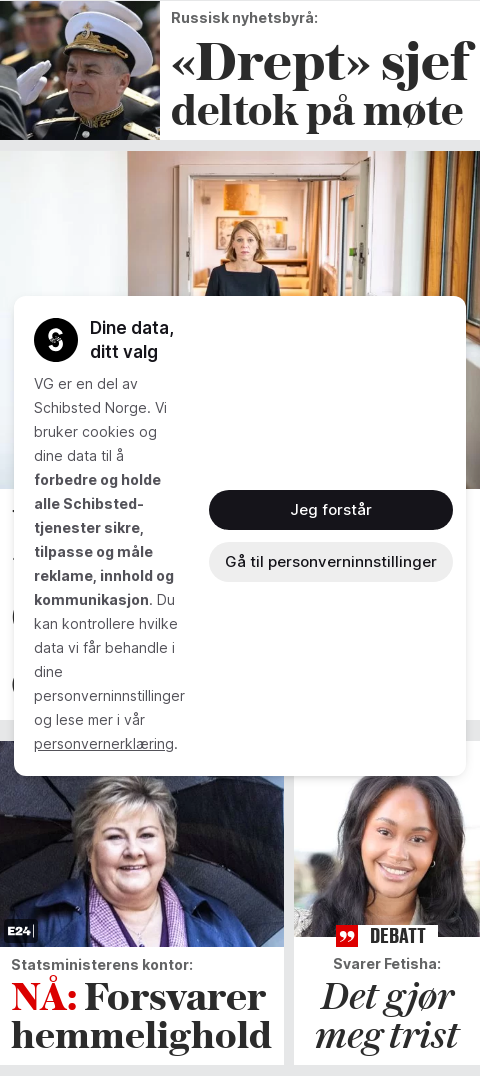 Russisk nyhetsbyrå:
«Drept» sjef
deltok på møte
Dine data,
ditt valg
VG er en del av
Schibsted Norge. Vi
bruker cookies og
dine data til å
forbedre og holde
alle Schibsted-
tjenester sikre,
tilpasse og måle
reklame, innhold og
kommunikasjon. Du
kan kontrollere hvilke
data vi får behandle i
dine
personverninnstillinger
og lese mer i vår
personvernerklæring.
Jeg forstår
Gå til personverninnstillinger
E24
Statsministerens kontor:
NÅ: Forsvarer
hemmelighold
DEBATT
Svarer Fetisha:
Det gjør
meg trist